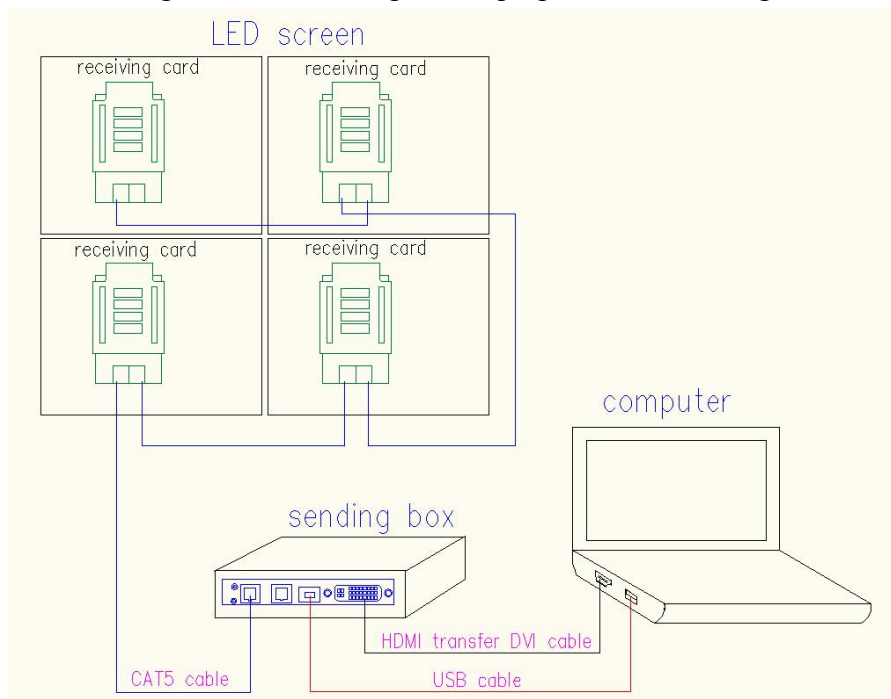 LED screen
receiving card
receiving card
receiving card
receiving card
computer
sending box
HDMI transfer DVI cable
CAT5 cable
USB cable